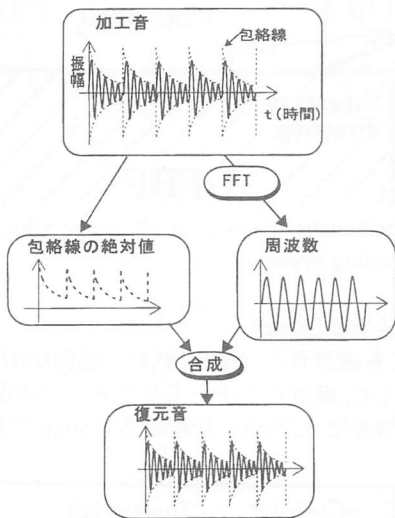 加工音
包絡線
振幅
t(時間)
FFT
包絡線の絶対値
周波数
合成
復元音